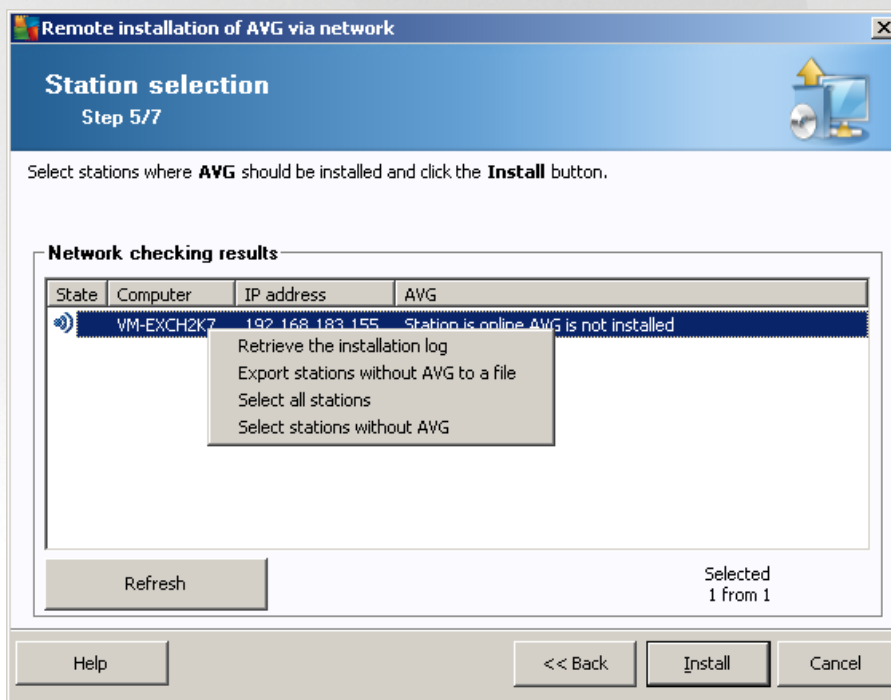 Remote installation of AVG via network
Station selection
Step 5/7
Select stations where AVG should be installed and click the Install button.
Network checking results
State Computer IP address AVG
VM-EXCH2K7 192.168.183.155 Station is online AVG is not installed
Retrieve the installation log
Export stations without AVG to a file
Select all stations
Select stations without AVG
Refresh
Selected
1 from 1
Help << Back Install Cancel